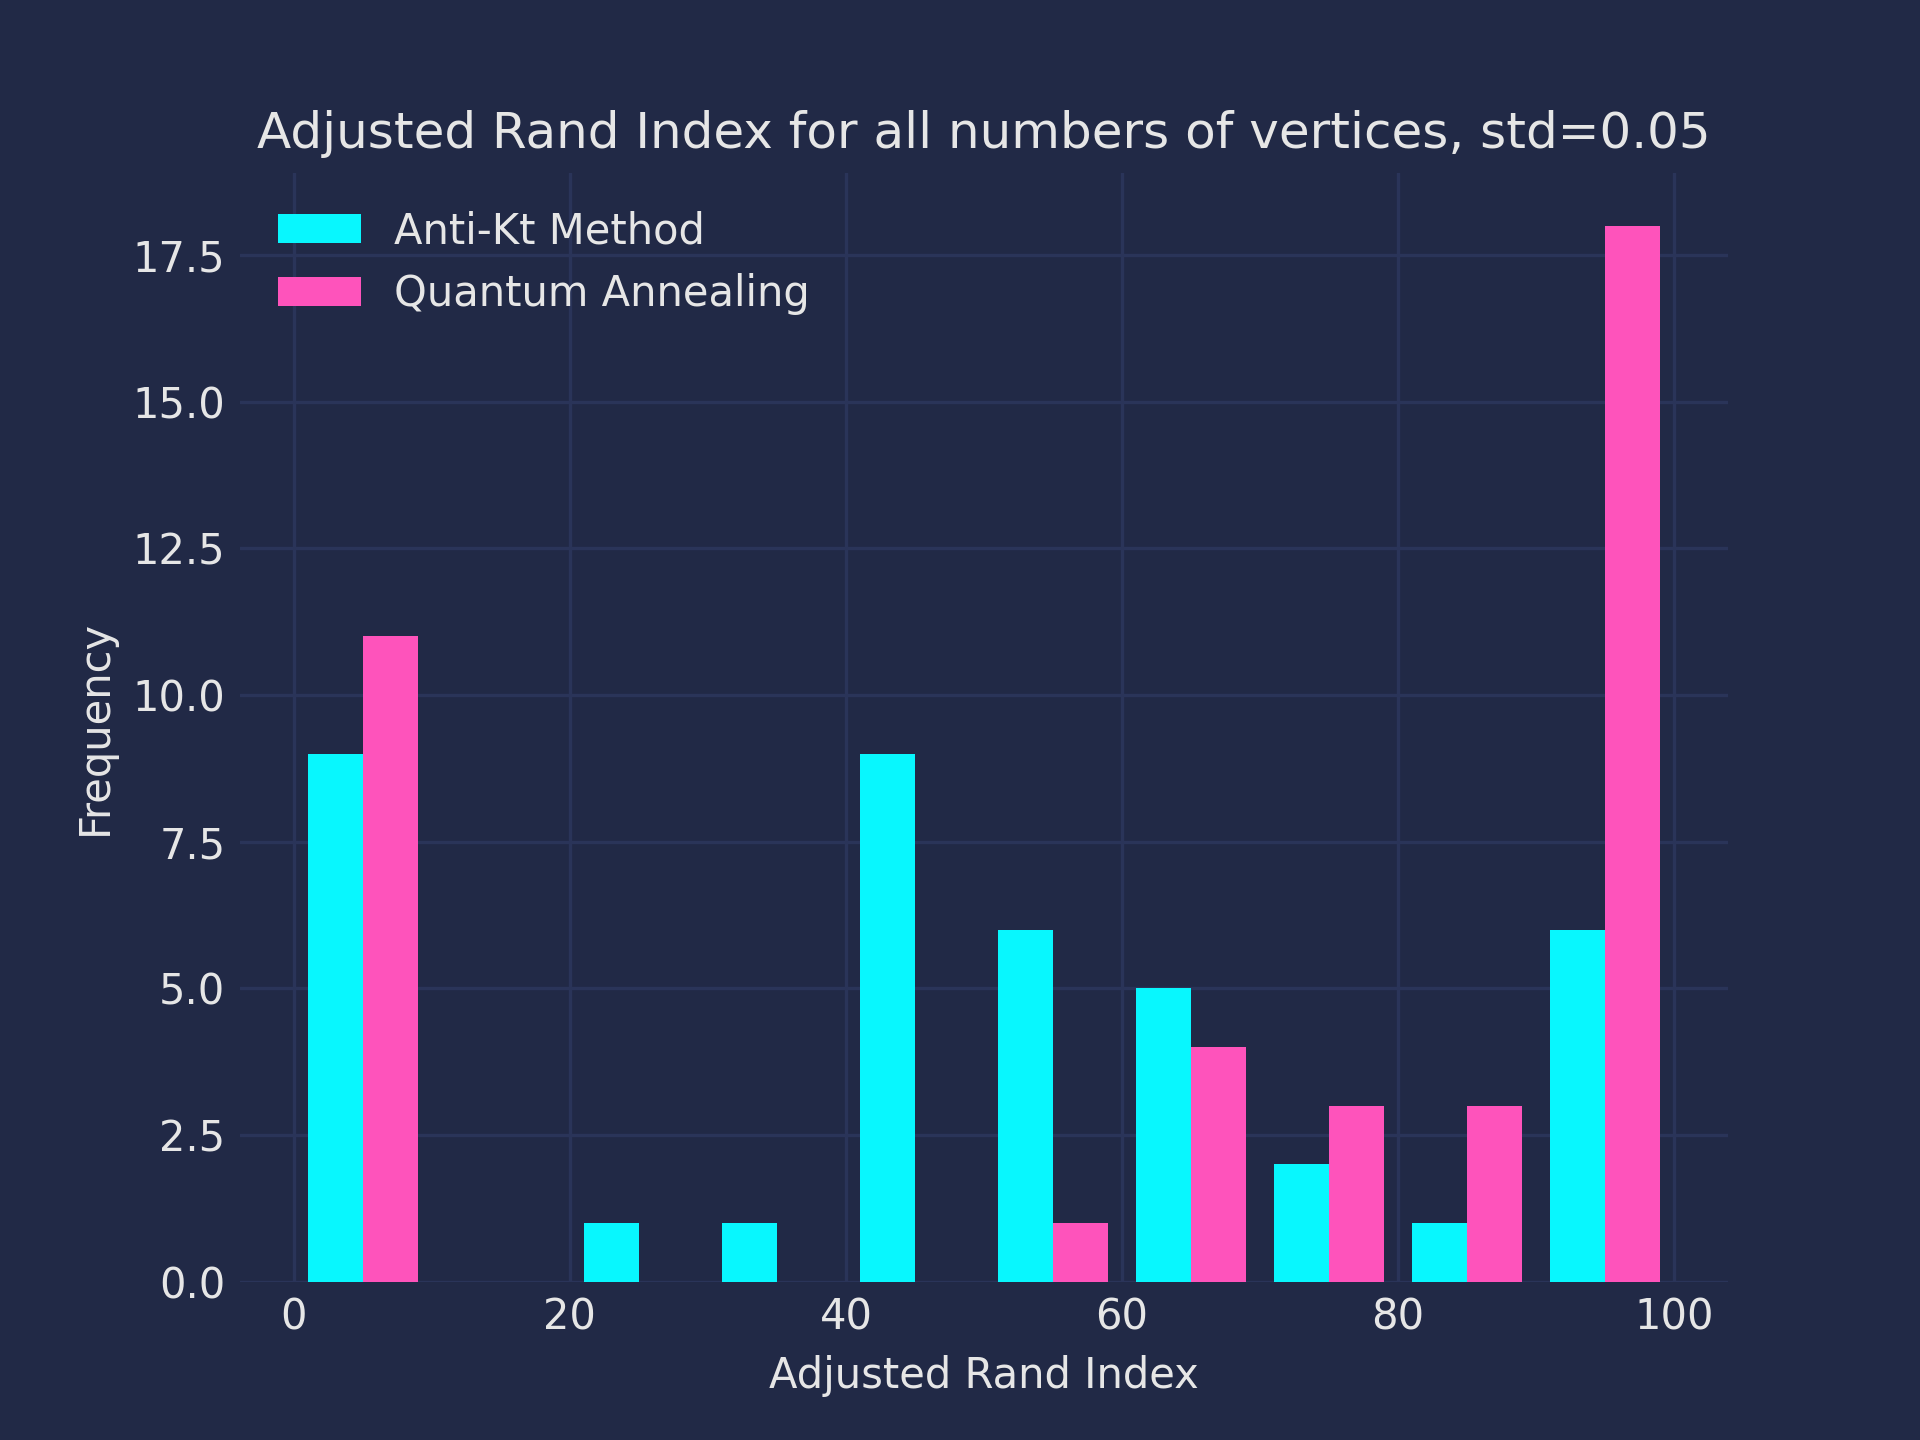 Adjusted Rand Index for all numbers of vertices, std=0.05
Anti-Kt Method
Quantum Annealing
17.5
15.0
12.5
10.0
7.5
5.0
2.5
0.0
Frequency
0 20 40 60 80 100
Adjusted Rand Index